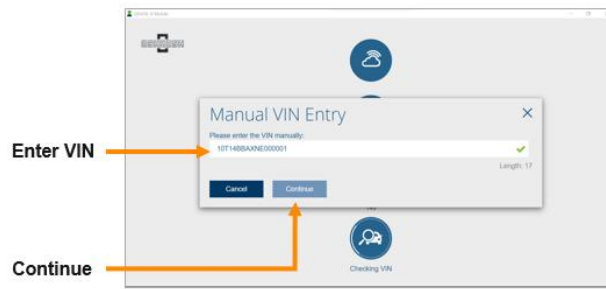 Manual VIN Entry
Please enter the VIN manually:
Enter VIN
10T14BBAXNE000001
Length: 17
Cancel
Continue
Continue
Checking VIN